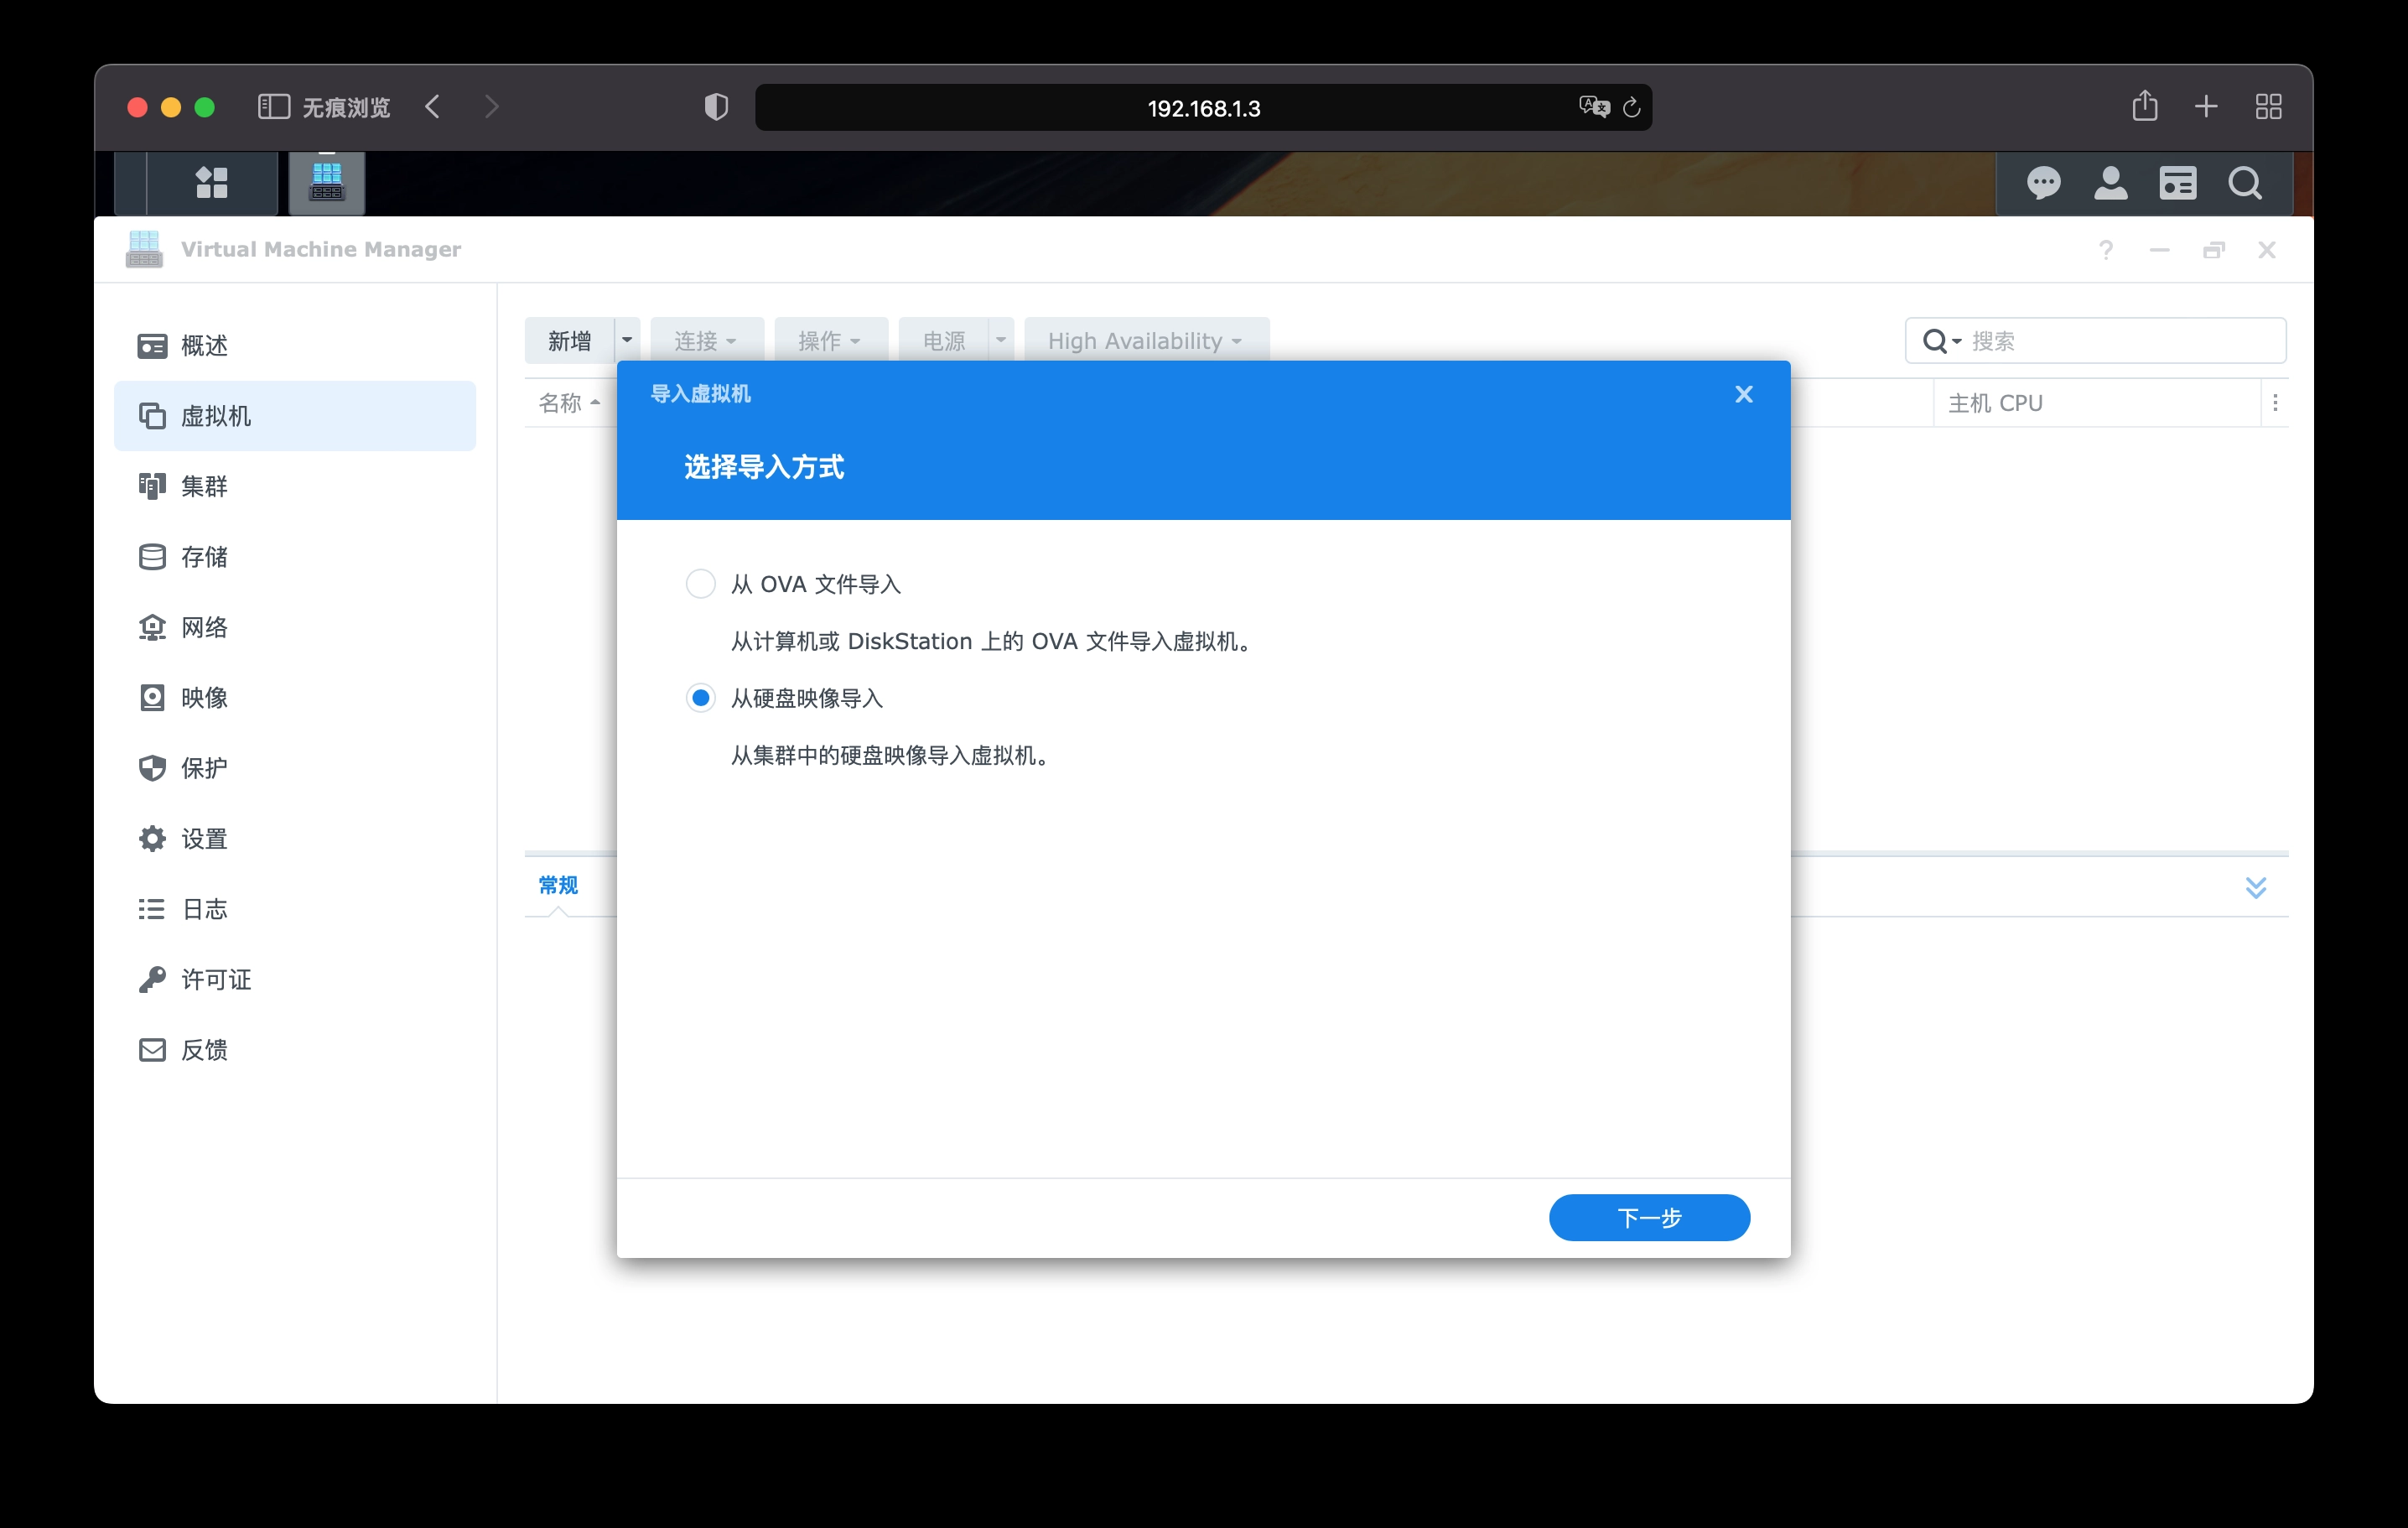 无痕浏览
192.168.1.3
Virtual Machine Manager
概述
虚拟机
集群
存储
网络
映像
保护
设置
日志
许可证
反馈
新增 连接 操作 电源 High Availability 搜索
名称 主机 CPU
常规
导入虚拟机
选择导入方式
从 OVA 文件导入
从计算机或 DiskStation 上的 OVA 文件导入虚拟机。
从硬盘映像导入
从集群中的硬盘映像导入虚拟机。
下一步